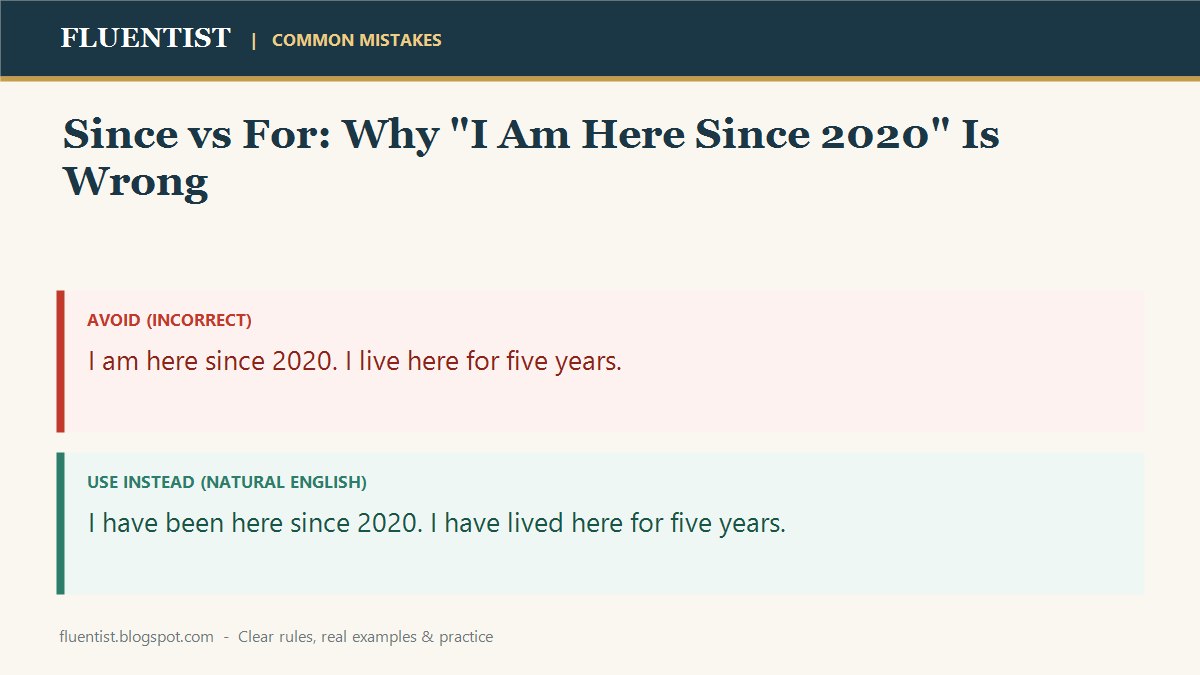 FLUENTIST | COMMON MISTAKES
Since vs For: Why "I Am Here Since 2020" Is
Wrong
AVOID (INCORRECT)
I am here since 2020. I live here for five years.
USE INSTEAD (NATURAL ENGLISH)
I have been here since 2020. I have lived here for five years.
fluentist.blogspot.com - Clear rules, real examples & practice